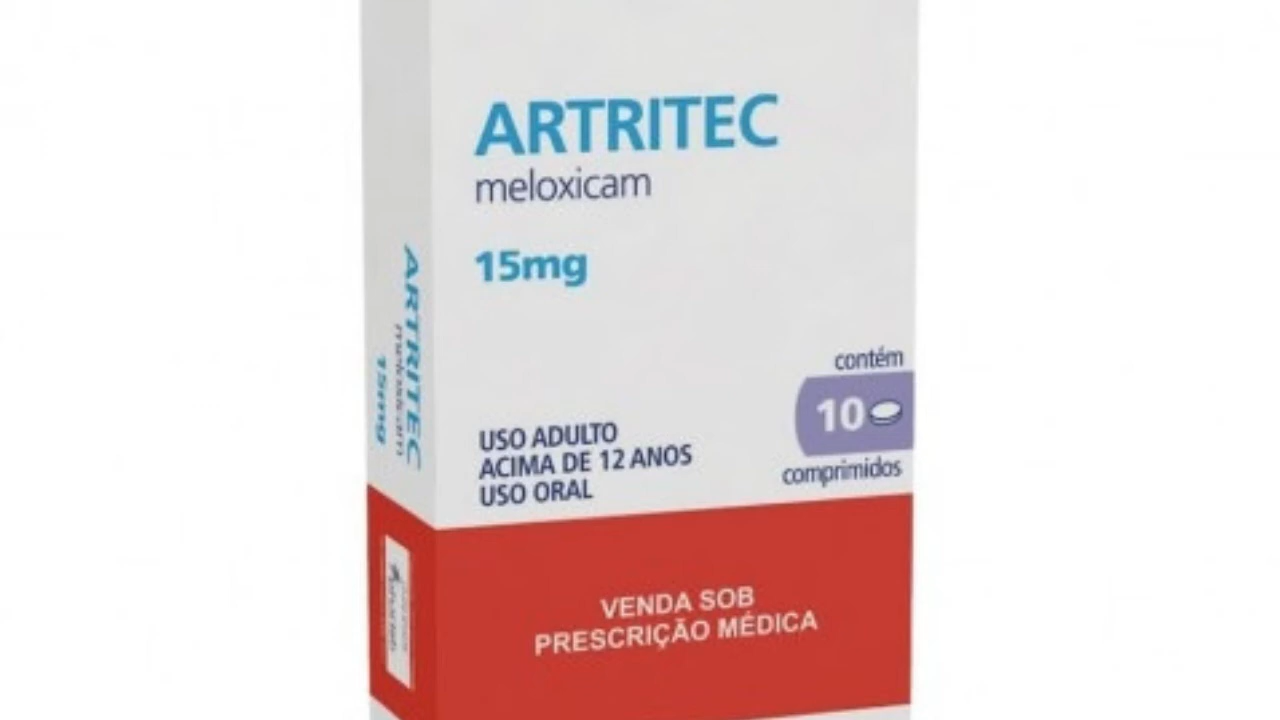 ARTRITEC
meloxicam
15mg
contém
10
comprimidos
USO ADULTO
ACIMA DE 12 ANOS
USO ORAL
VENDA SOB
PRESCRIÇÃO MÉDICA
ARTRITEC
meloxicam
15mg